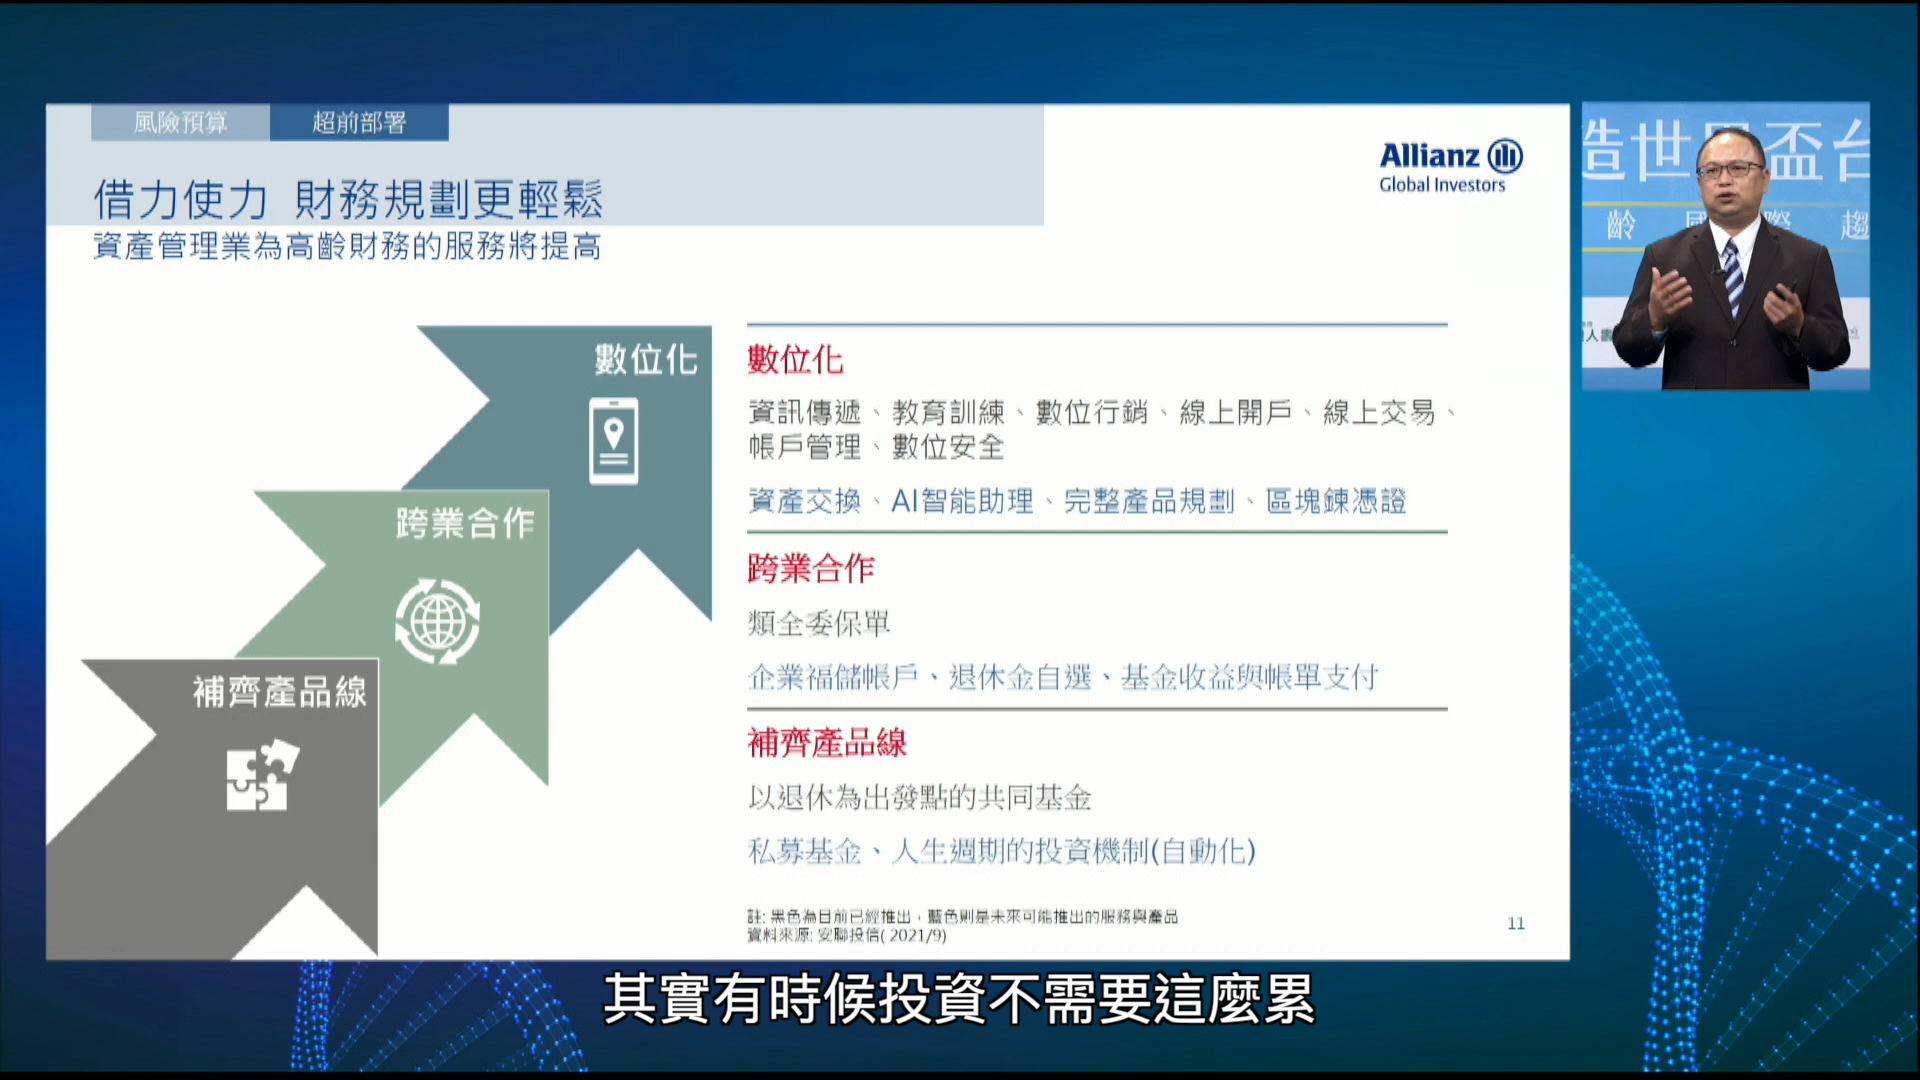 風險預算
超前部署
借力使力 財務規劃更輕鬆
資產管理業為高齡財務的服務將提高
Allianz
Global Investors
造世界盃台
齡 國際 趨
數位化
跨業合作
補齊產品線
數位化
資訊傳遞、教育訓練、數位行銷、線上開戶、線上交易、
帳戶管理、數位安全
資產交換、AI智能助理、完整產品規劃、區塊鍊憑證
跨業合作
類全委保單
企業福儲帳戶、退休金自選、基金收益與帳單支付
補齊產品線
以退休為出發點的共同基金
私募基金、人生週期的投資機制(自動化)
註: 黑色為目前已經推出，藍色則是未來可能推出的服務與產品
資料來源: 安聯投信( 2021/9)
11
其實有時候投資不需要這麼累